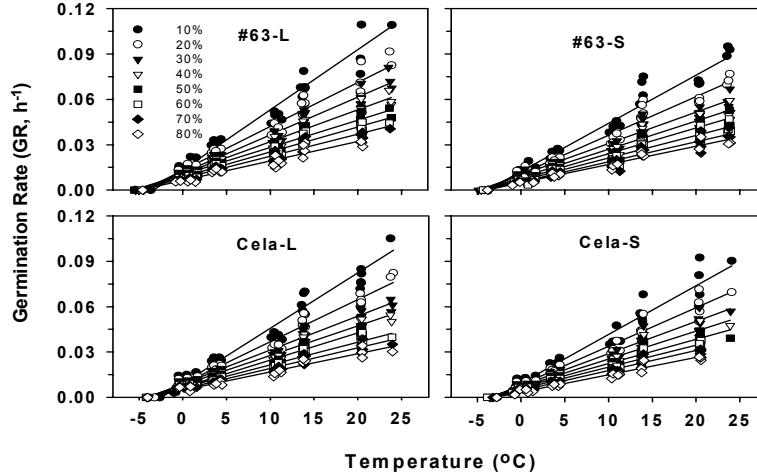 0.12
0.09
0.06
0.03
0.00
#63-L
10%
20%
30%
40%
50%
60%
70%
80%
#63-S
0.12
0.09
0.06
0.03
0.00
Cela-L
Cela-S
-5 0 5 10 15 20 25
-5 0 5 10 15 20 25
Germination Rate (GR, h-1)
Temperature (oC)